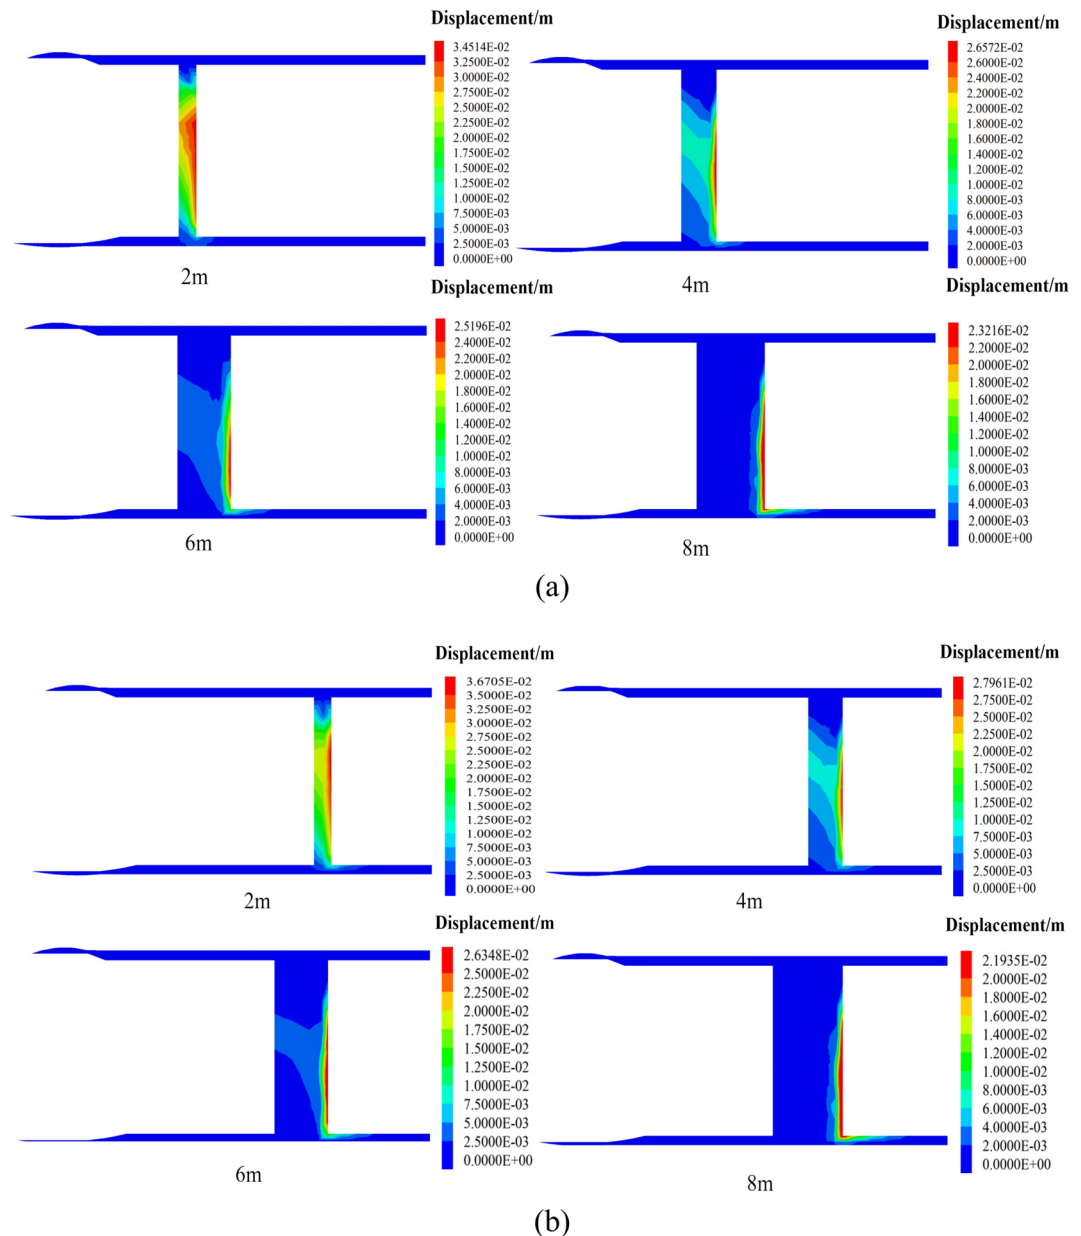 Displacement/m
3.4514E-02
3.2500E-02
3.0000E-02
2.7500E-02
2.5000E-02
2.2500E-02
2.0000E-02
1.7500E-02
1.5000E-02
1.2500E-02
1.0000E-02
7.5000E-03
5.0000E-03
2.5000E-03
0.0000E+00
2m
Displacement/m
2.6572E-02
2.6000E-02
2.4000E-02
2.2000E-02
2.0000E-02
1.8000E-02
1.6000E-02
1.4000E-02
1.2000E-02
1.0000E-02
8.0000E-03
6.0000E-03
4.0000E-03
2.0000E-03
0.0000E+00
4m
Displacement/m
2.5196E-02
2.4000E-02
2.2000E-02
2.0000E-02
1.8000E-02
1.6000E-02
1.4000E-02
1.2000E-02
1.0000E-02
8.0000E-03
6.0000E-03
4.0000E-03
2.0000E-03
0.0000E+00
6m
Displacement/m
2.3216E-02
2.2000E-02
2.0000E-02
1.8000E-02
1.6000E-02
1.4000E-02
1.2000E-02
1.0000E-02
8.0000E-03
6.0000E-03
4.0000E-03
2.0000E-03
0.0000E+00
8m
(a)
Displacement/m
3.6705E-02
3.5000E-02
3.2500E-02
3.0000E-02
2.7500E-02
2.5000E-02
2.2500E-02
2.0000E-02
1.7500E-02
1.5000E-02
1.2500E-02
1.0000E-02
7.5000E-03
5.0000E-03
2.5000E-03
0.0000E+00
2m
Displacement/m
2.7961E-02
2.7500E-02
2.5000E-02
2.2500E-02
2.0000E-02
1.7500E-02
1.5000E-02
1.2500E-02
1.0000E-02
7.5000E-03
5.0000E-03
2.5000E-03
0.0000E+00
4m
Displacement/m
2.6348E-02
2.5000E-02
2.2500E-02
2.0000E-02
1.7500E-02
1.5000E-02
1.2500E-02
1.0000E-02
7.5000E-03
5.0000E-03
2.5000E-03
0.0000E+00
6m
Displacement/m
2.1935E-02
2.0000E-02
1.8000E-02
1.6000E-02
1.4000E-02
1.2000E-02
1.0000E-02
8.0000E-03
6.0000E-03
4.0000E-03
2.0000E-03
0.0000E+00
8m
(b)